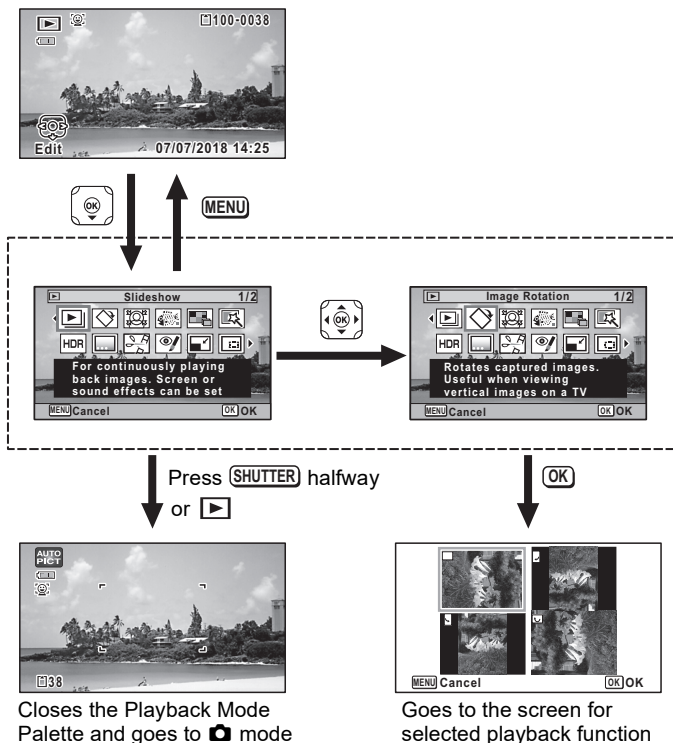 100-0038
Edit
07/07/2018 14:25
OK
MENU
Slideshow 1/2
HDR
For continuously playing
back images. Screen or
sound effects can be set
MENU Cancel OK OK
OK
Image Rotation 1/2
HDR
Rotates captured images.
Useful when viewing
vertical images on a TV
MENU Cancel OK OK
Press SHUTTER halfway
or
OK
AUTO
PICT
38
MENU Cancel OK OK
Closes the Playback Mode
Palette and goes to mode
Goes to the screen for
selected playback function